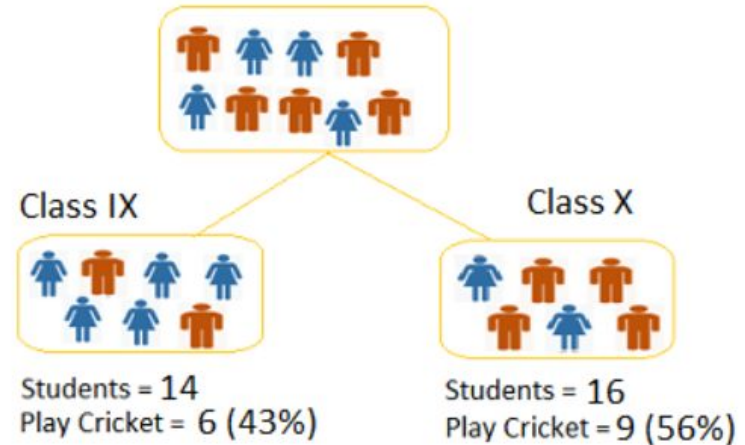 Class IX
Students = 14
Play Cricket = 6 (43%)
Class X
Students = 16
Play Cricket = 9 (56%)